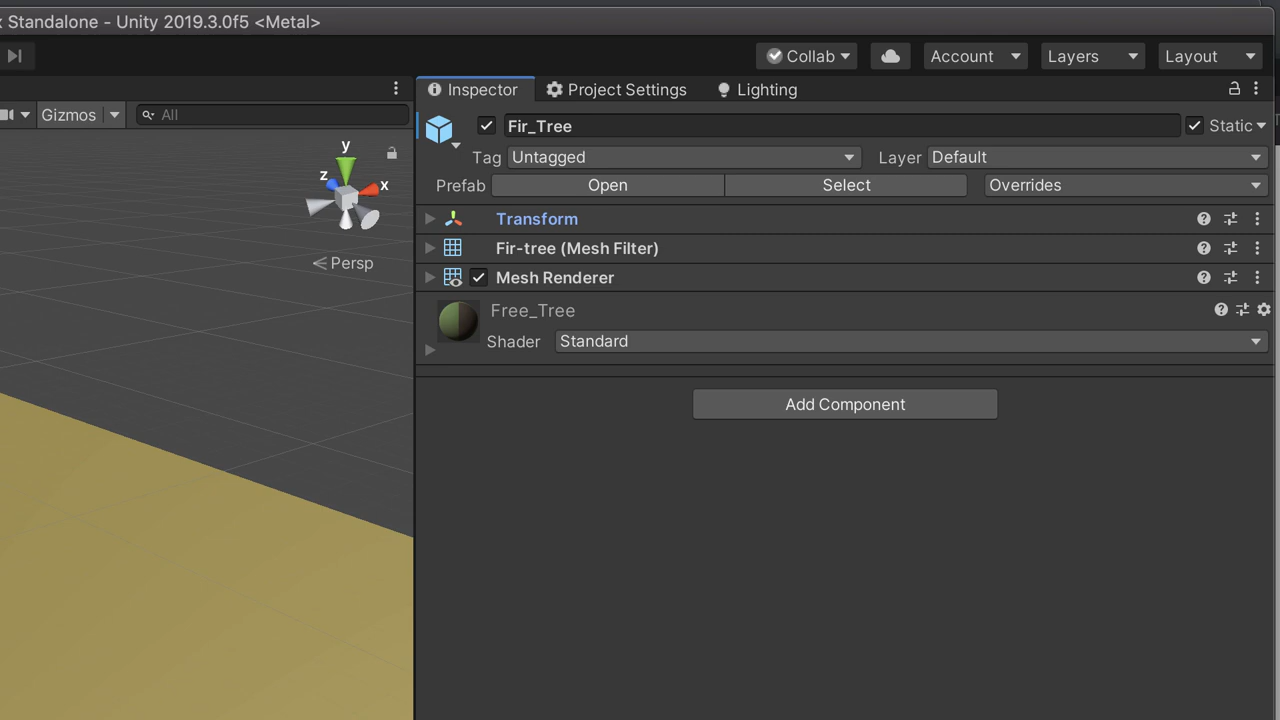 x Standalone - Unity 2019.3.0f5 <Metal>
Collab Account Layers Layout
Inspector Project Settings Lighting
Gizmos All
Fir_Tree Static
Tag Untagged Layer Default
Prefab Open Select Overrides
y
z
x
Persp
Transform
Fir-tree (Mesh Filter)
Mesh Renderer
Free_Tree
Shader Standard
Add Component